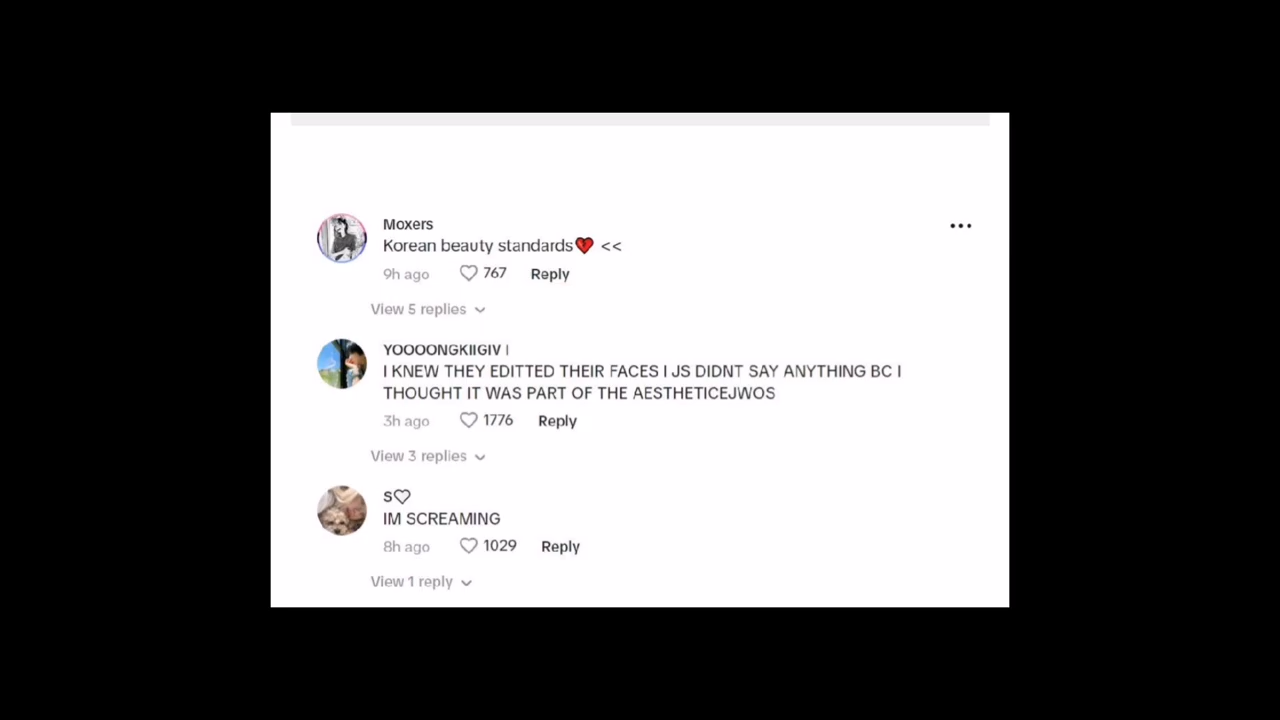 Moxers
Korean beauty standards💔 <<
9h ago 767 Reply
View 5 replies
YOOOONGKIIGIV |
I KNEW THEY EDITTED THEIR FACES I JS DIDNT SAY ANYTHING BC I
THOUGHT IT WAS PART OF THE AESTHETICEJWOS
3h ago 1776 Reply
View 3 replies
S♡
IM SCREAMING
8h ago 1029 Reply
View 1 reply